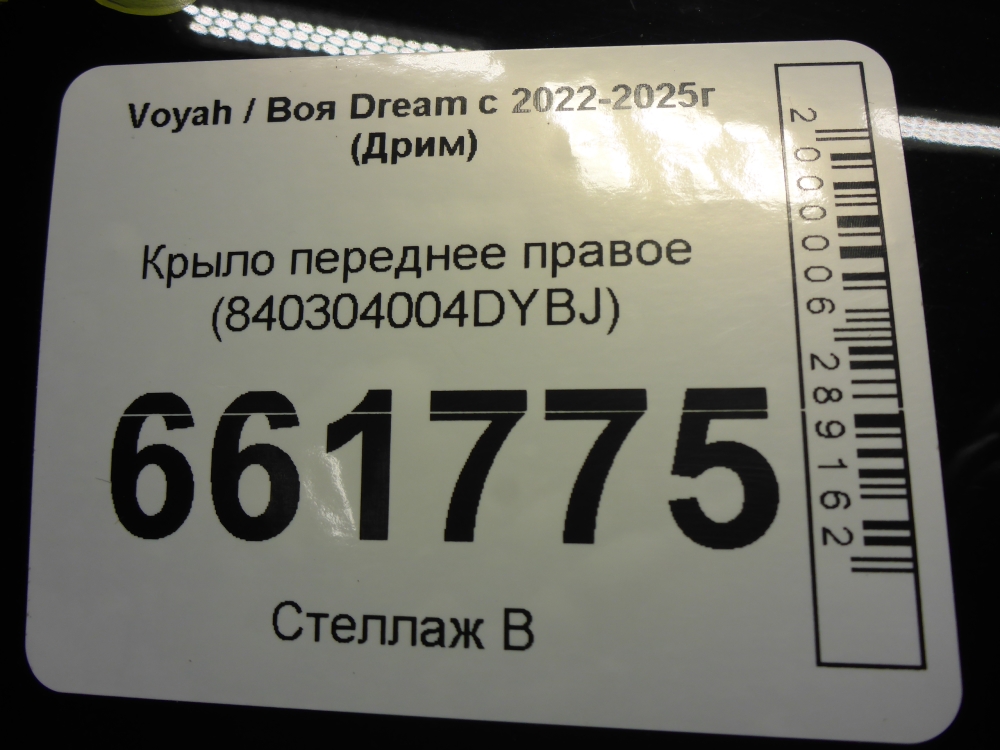 Voyah / Воя Dream с 2022-2025г
(Дрим)
Крыло переднее правое
(840304004DYBJ)
661775
Стеллаж В
2000006289162